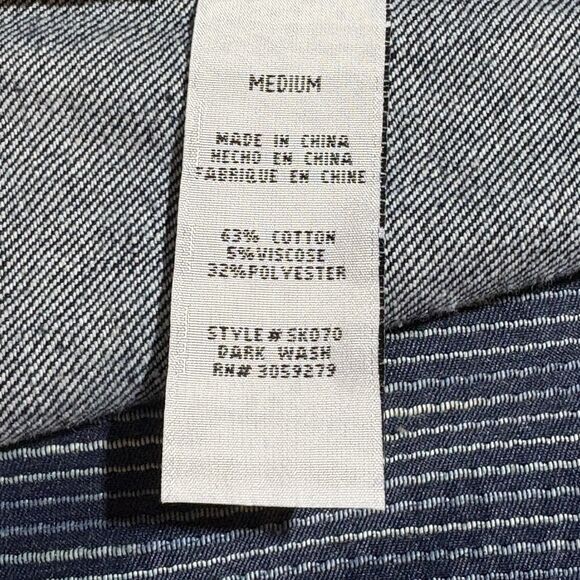 MEDIUM
MADE IN CHINA
HECHO EN CHINA
FABRIQUE EN CHINE
63% COTTON
5%VISCOSE
32%POLYESTER
STYLE# SK070
DARK WASH
RN# 3059279